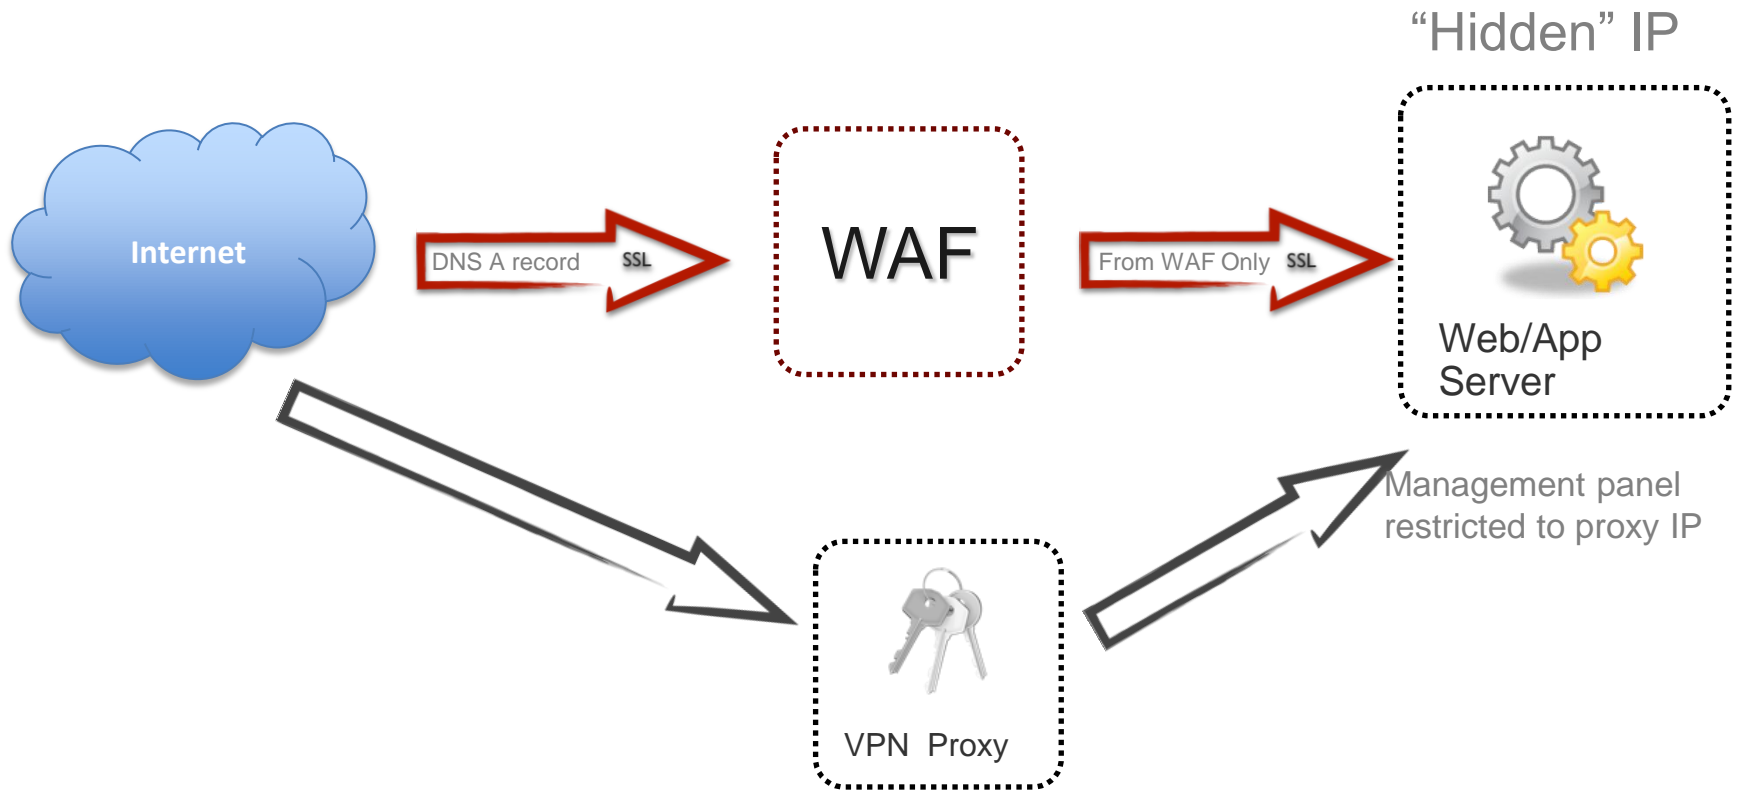 “Hidden” IP
Internet
DNS A record SSL
WAF
From WAF Only SSL
Web/App
Server
Management panel
restricted to proxy IP
VPN Proxy